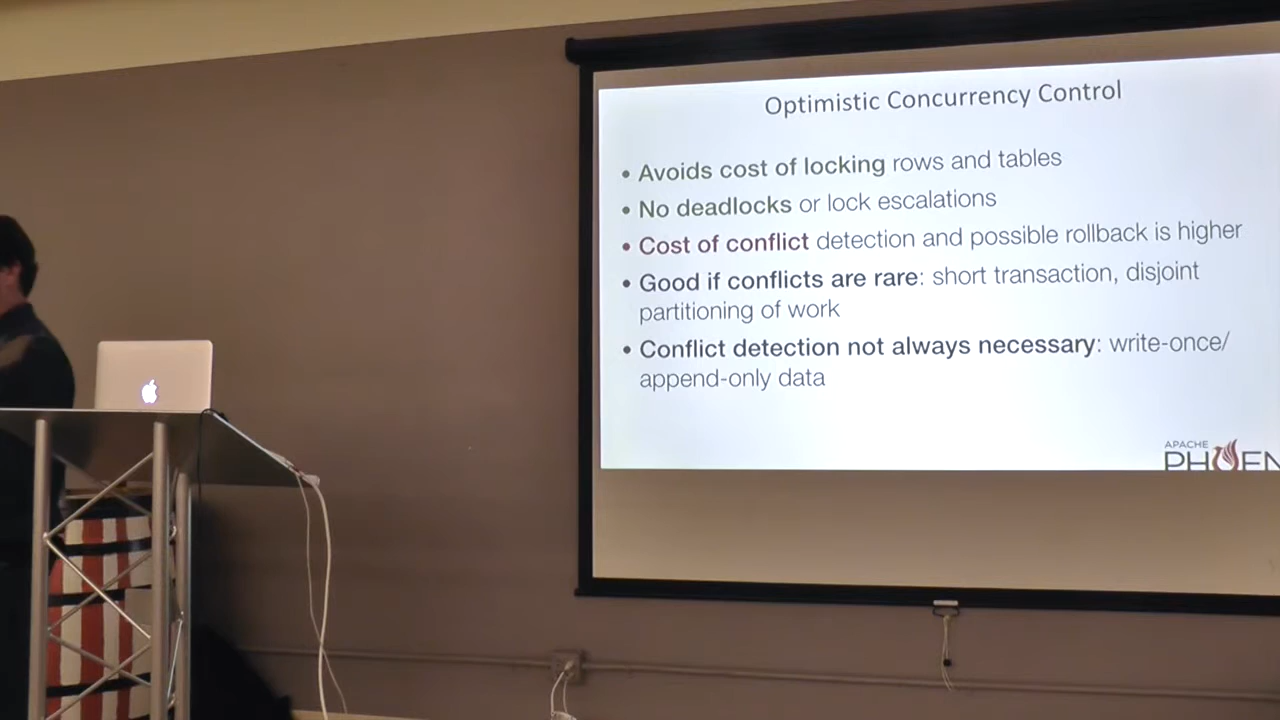 Optimistic Concurrency Control
• Avoids cost of locking rows and tables
• No deadlocks or lock escalations
• Cost of conflict detection and possible rollback is higher
• Good if conflicts are rare: short transaction, disjoint
partitioning of work
• Conflict detection not always necessary: write-once/
append-only data
APACHE
PHOEN